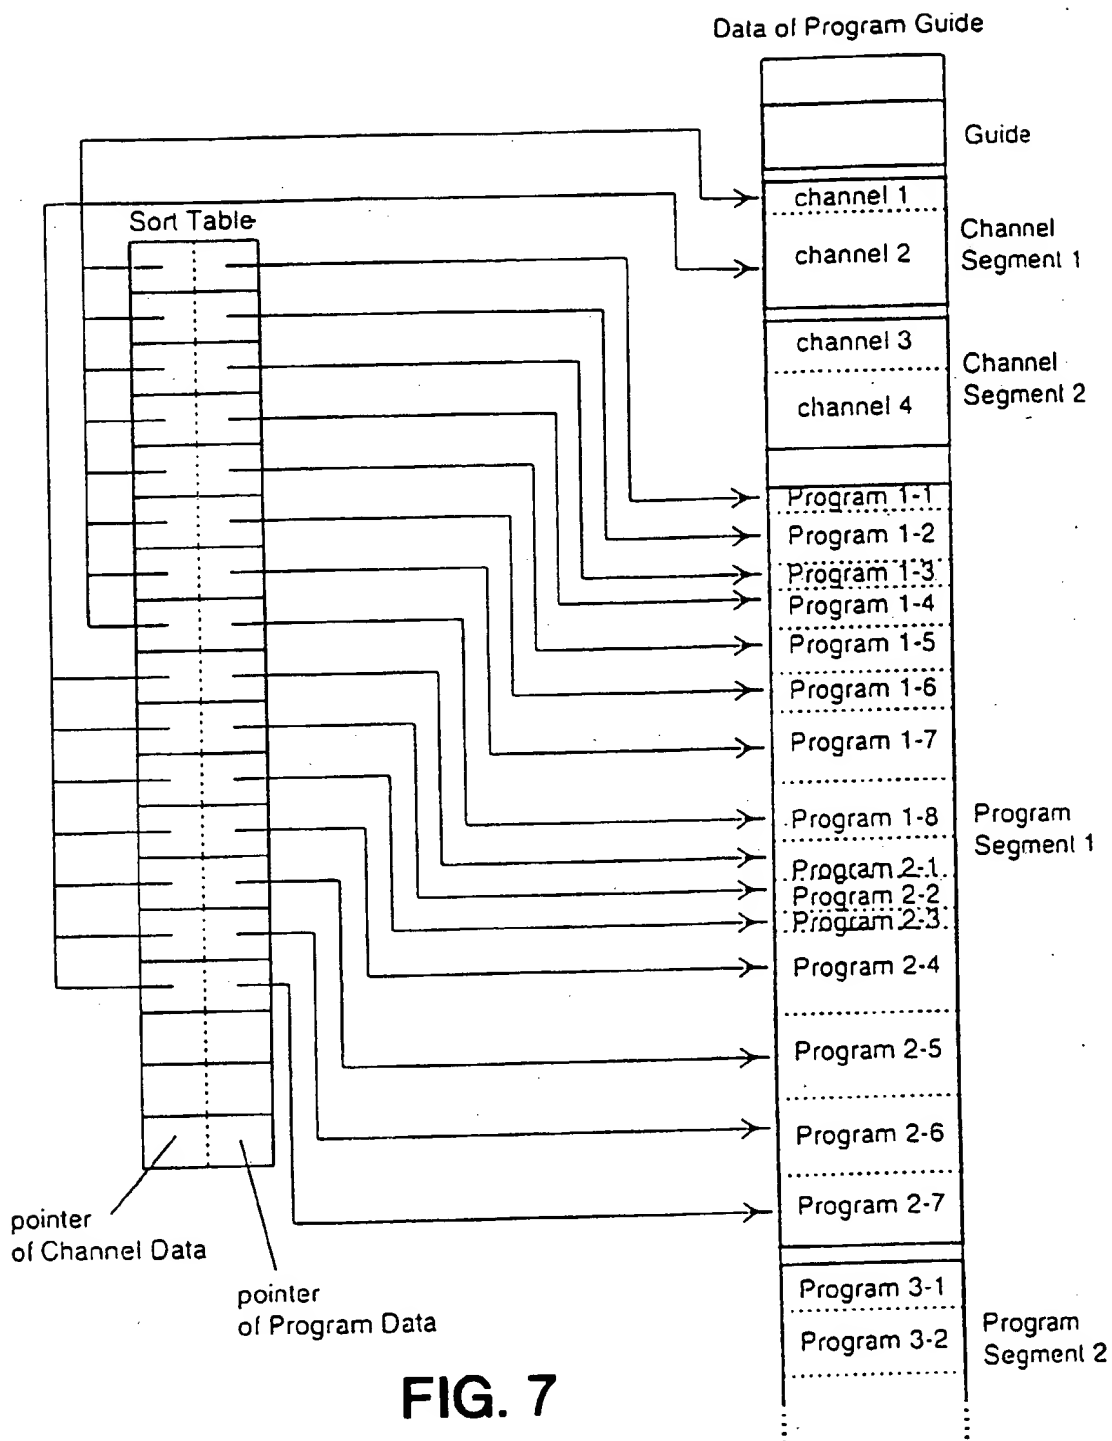 Data of Program Guide
Guide
channel 1
channel 2
Channel
Segment 1
channel 3
channel 4
Channel
Segment 2
Sort Table
Program 1-1
Program 1-2
Program 1-3
Program 1-4
Program 1-5
Program 1-6
Program 1-7
Program 1-8
Program 2-1
Program 2-2
Program 2-3
Program 2-4
Program 2-5
Program 2-6
Program 2-7
Program
Segment 1
Program 3-1
Program 3-2
Program
Segment 2
pointer
of Channel Data
pointer
of Program Data
FIG. 7